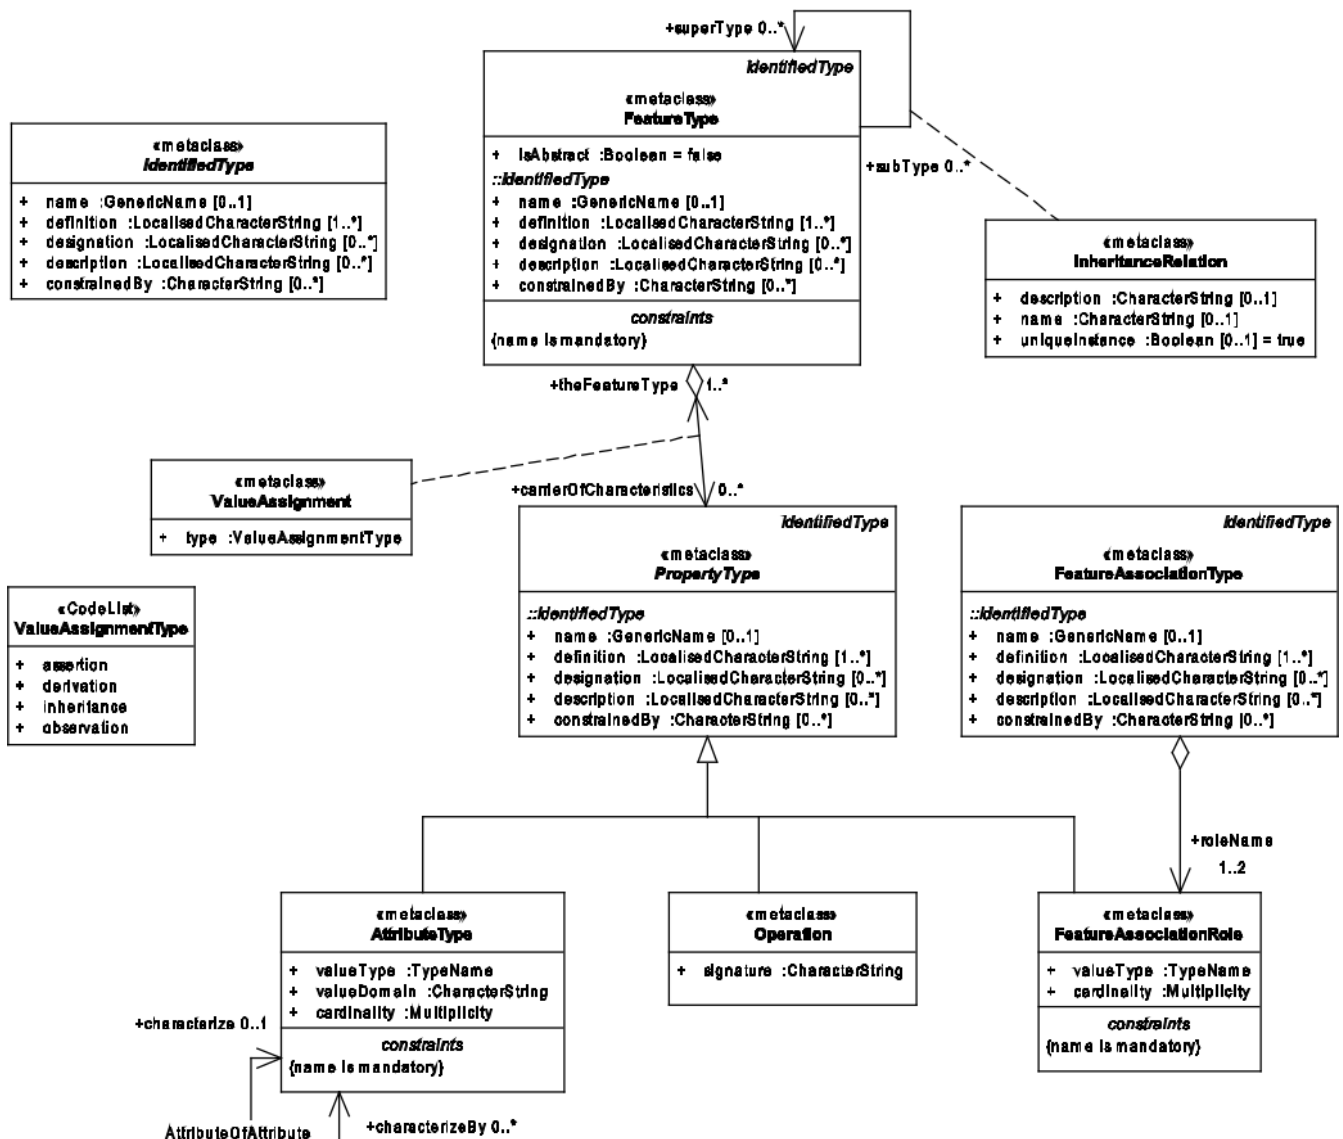 +superType 0..*
IdentifiedType
«metaclass»
FeatureType
+ isAbstract :Boolean = false
::IdentifiedType
+ name :GenericName [0..1]
+ definition :LocalisedCharacterString [1..*]
+ designation :LocalisedCharacterString [0..*]
+ description :LocalisedCharacterString [0..*]
+ constrainedBy :CharacterString [0..*]
constraints
{name is mandatory}
+subType 0..*
«metaclass»
IdentifiedType
+ name :GenericName [0..1]
+ definition :LocalisedCharacterString [1..*]
+ designation :LocalisedCharacterString [0..*]
+ description :LocalisedCharacterString [0..*]
+ constrainedBy :CharacterString [0..*]
«metaclass»
InheritanceRelation
+ description :CharacterString [0..1]
+ name :CharacterString [0..1]
+ uniqueInstance :Boolean [0..1] = true
+theFeatureType 1..*
«metaclass»
ValueAssignment
+ type :ValueAssignmentType
+carrierOfCharacteristics 0..*
«CodeList»
ValueAssignmentType
+ assertion
+ derivation
+ inheritance
+ observation
IdentifiedType
«metaclass»
PropertyType
::IdentifiedType
+ name :GenericName [0..1]
+ definition :LocalisedCharacterString [1..*]
+ designation :LocalisedCharacterString [0..*]
+ description :LocalisedCharacterString [0..*]
+ constrainedBy :CharacterString [0..*]
IdentifiedType
«metaclass»
FeatureAssociationType
::IdentifiedType
+ name :GenericName [0..1]
+ definition :LocalisedCharacterString [1..*]
+ designation :LocalisedCharacterString [0..*]
+ description :LocalisedCharacterString [0..*]
+ constrainedBy :CharacterString [0..*]
+roleName
1..2
«metaclass»
AttributeType
+ valueType :TypeName
+ valueDomain :CharacterString
+ cardinality :Multiplicity
constraints
{name is mandatory}
«metaclass»
Operation
+ signature :CharacterString
«metaclass»
FeatureAssociationRole
+ valueType :TypeName
+ cardinality :Multiplicity
constraints
{name is mandatory}
+characterize 0..1
AttributeOfAttribute
+characterizeBy 0..*